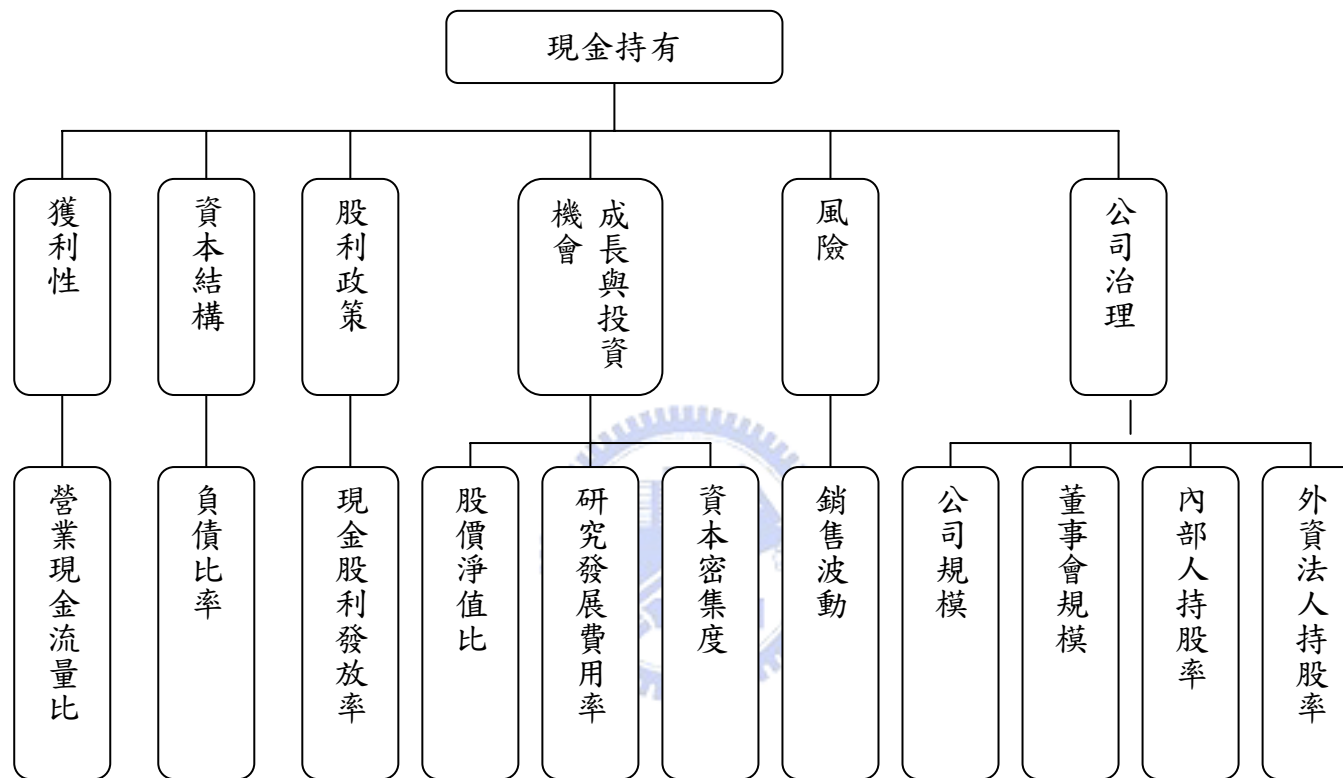 現金持有
獲利性
資本結構
股利政策
成長與投資
機會
風險
公司治理
營業現金流量比
負債比率
現金股利發放率
股價淨值比
研究發展費用率
資本密集度
銷售波動
公司規模
董事會規模
內部人持股率
外資法人持股率